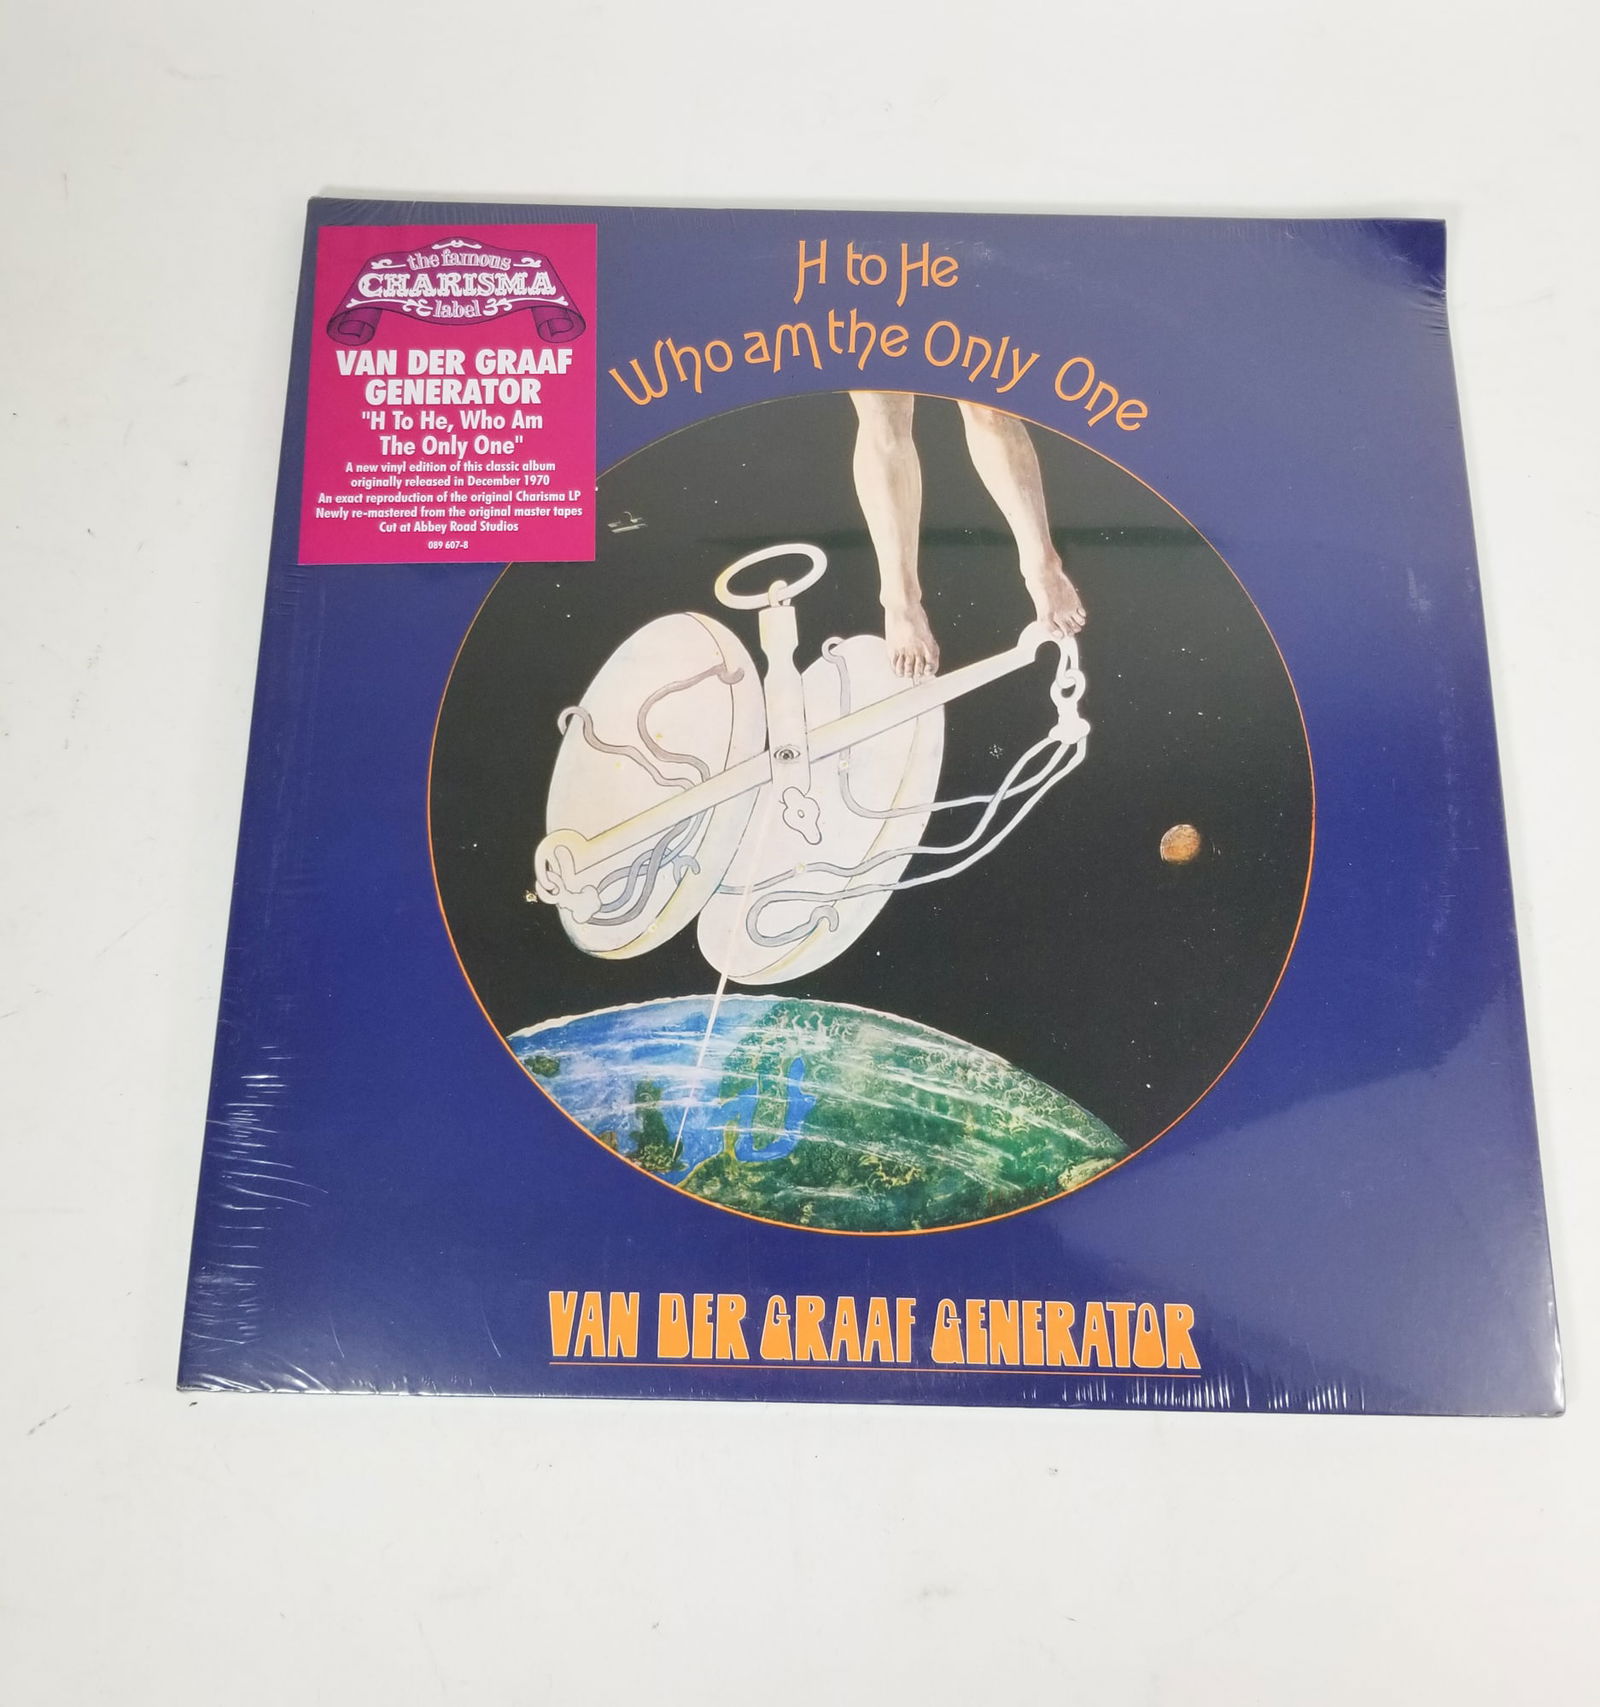 the famous
CHARISMA
label
VAN DER GRAAF
GENERATOR
"H To He, Who Am
The Only One"
A new vinyl edition of this classic album
originally released in December 1970
An exact reproduction of the original Charisma LP
Newly re-mastered from the original master tapes
Cut at Abbey Road Studios
089 607-8
H to He
Who am the Only One
VAN DER GRAAF GENERATOR